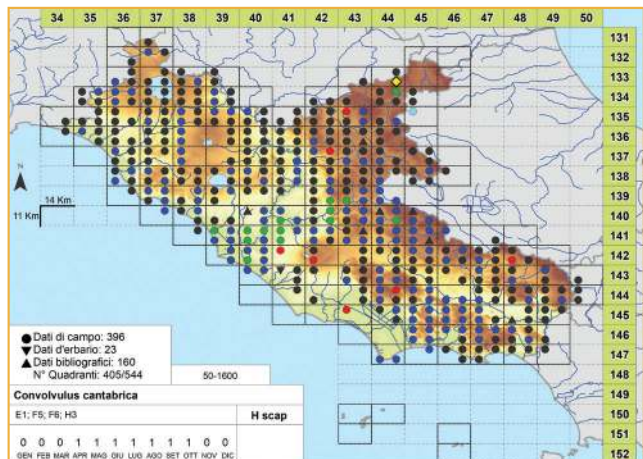 34 35 36 37 38 39 40 41 42 43 44 45 46 47 48 49 50
131
132
133
134
135
136
137
138
139
140
141
142
143
144
145
146
147
148
149
150
151
152
N
14 Km
11 Km
● Dati di campo: 396
▼ Dati d'erbario: 23
▲ Dati bibliografici: 160
N° Quadranti: 405/544
50-1600
Convolvulus cantabrica
E1; F5; F6; H3
H scap
0 0 0 1 1 1 1 1 1 1 0 0
GEN FEB MAR APR MAG GIU LUG AGO SET OTT NOV DIC